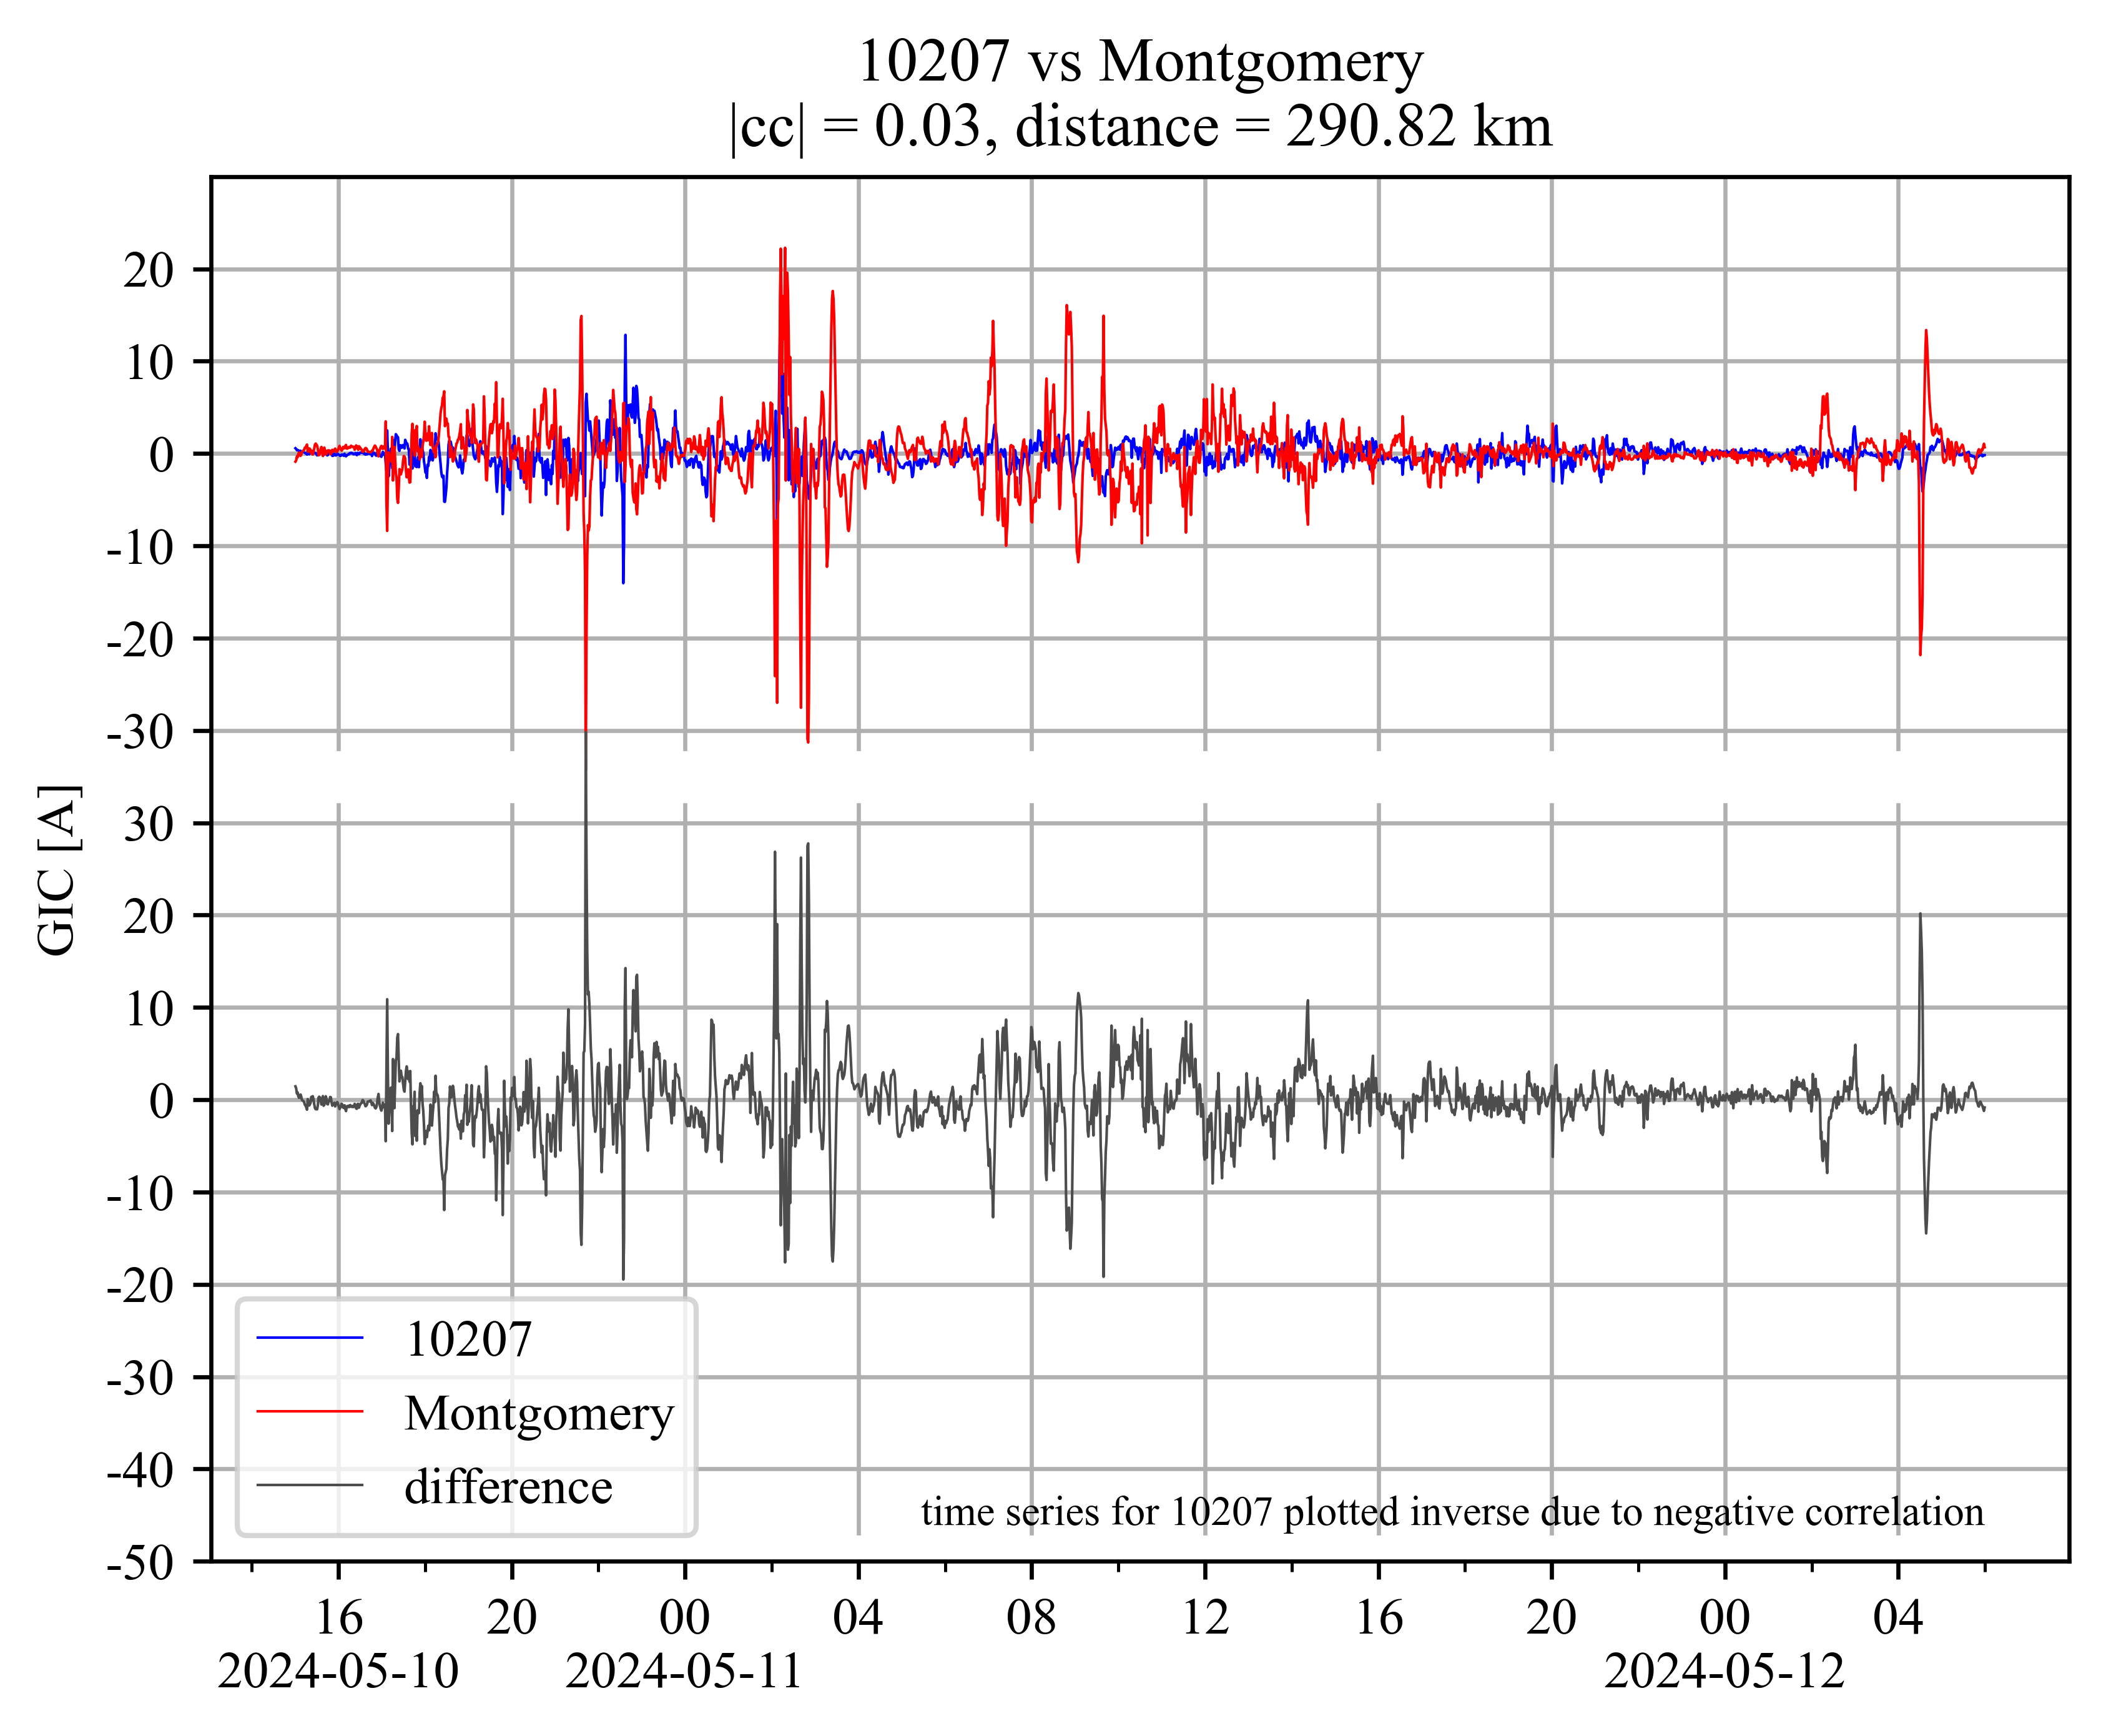 10207 vs Montgomery
|cc| = 0.03, distance = 290.82 km
GIC [A]
20
10
0
-10
-20
-30
30
20
10
0
-10
-20
-30
-40
-50
10207
Montgomery
difference
time series for 10207 plotted inverse due to negative correlation
16 20 00 04 08 12 16 20 00 04
2024-05-10 2024-05-11 2024-05-12